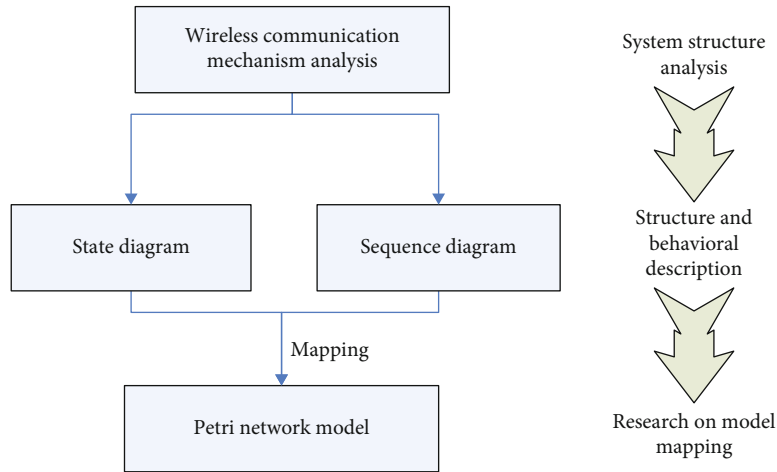 Wireless communication
mechanism analysis
System structure
analysis
State diagram
Sequence diagram
Structure and
behavioral
description
Mapping
Petri network model
Research on model
mapping